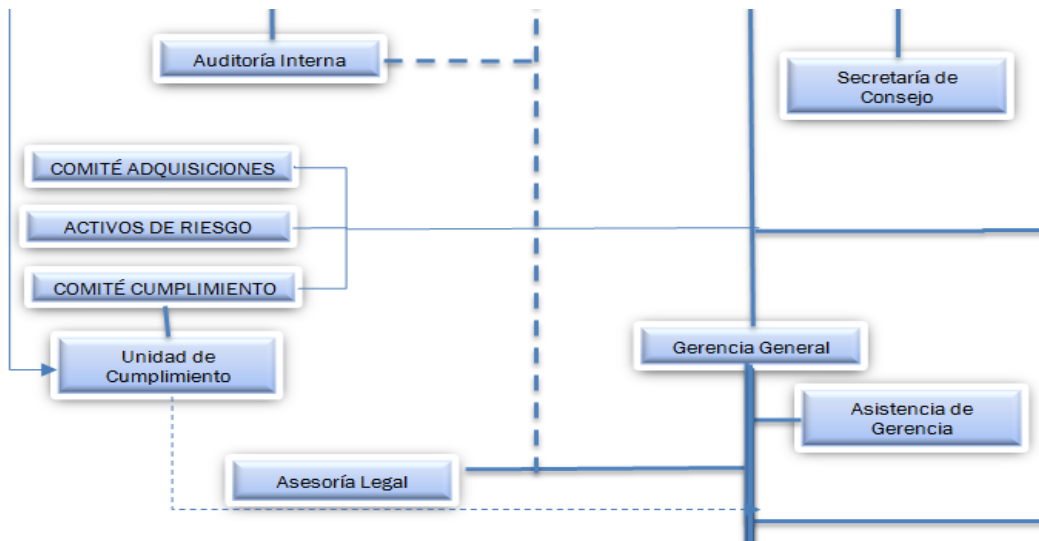 Auditoría Interna
Secretaría de
Consejo
COMITÉ ADQUISICIONES
ACTIVOS DE RIESGO
COMITÉ CUMPLIMIENTO
Unidad de
Cumplimiento
Gerencia General
Asistencia de
Gerencia
Asesoría Legal